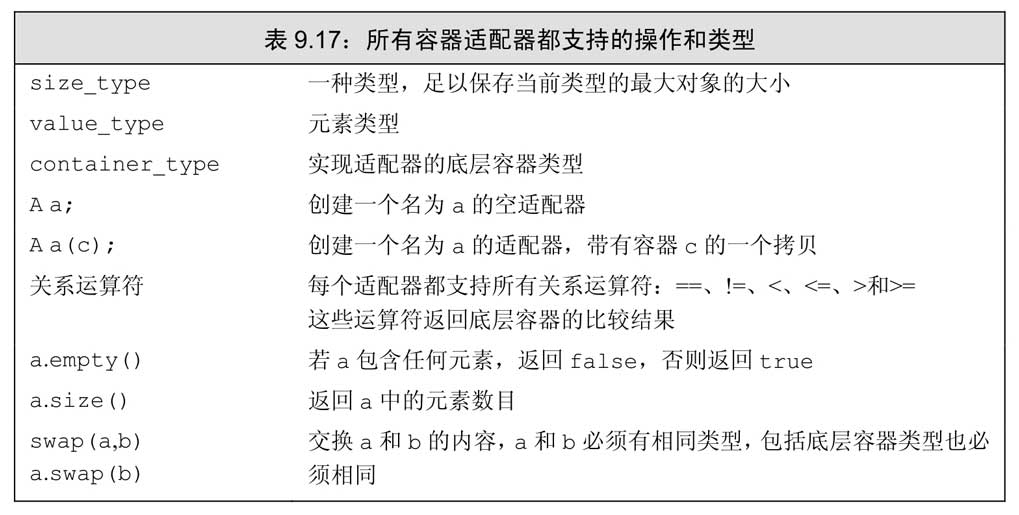 表 9.17：所有容器适配器都支持的操作和类型
size_type 一种类型，足以保存当前类型的最大对象的大小
value_type 元素类型
container_type 实现适配器的底层容器类型
A a; 创建一个名为 a 的空适配器
A a(c); 创建一个名为 a 的适配器，带有容器 c 的一个拷贝
关系运算符 每个适配器都支持所有关系运算符：==、!=、<、<=、>和>=
这些运算符返回底层容器的比较结果
a.empty() 若 a 包含任何元素，返回 false，否则返回 true
a.size() 返回 a 中的元素数目
swap(a,b) 交换 a 和 b 的内容，a 和 b 必须有相同类型，包括底层容器类型也必
a.swap(b) 须相同